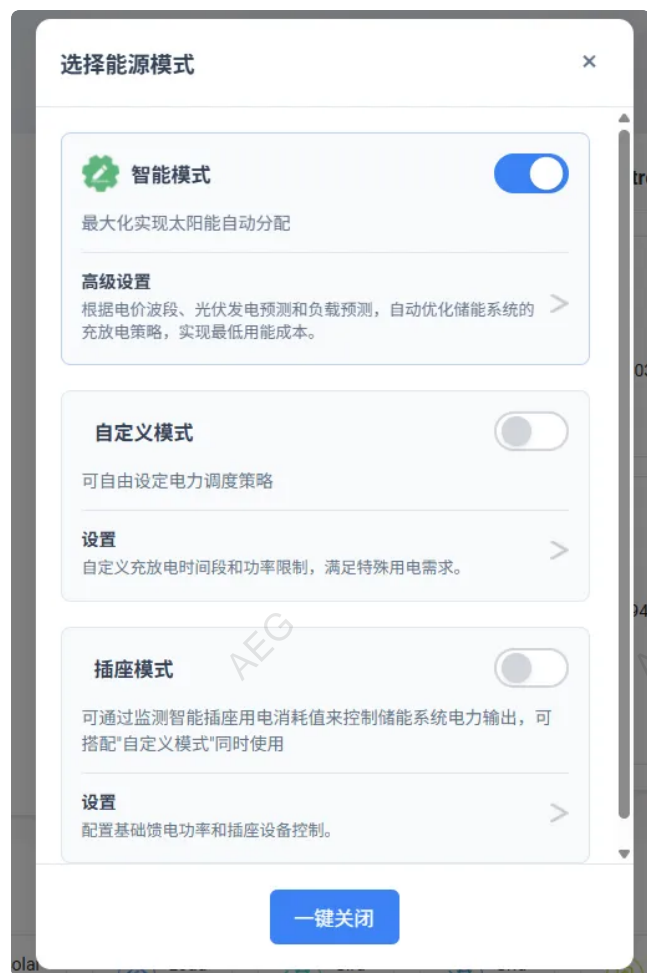 选择能源模式
×
智能模式
最大化实现太阳能自动分配
高级设置
根据电价波段、光伏发电预测和负载预测，自动优化储能系统的
充放电策略，实现最低用能成本。
>
自定义模式
可自由设定电力调度策略
设置
自定义充放电时间段和功率限制，满足特殊用电需求。
>
AEG
插座模式
可通过监测智能插座用电消耗值来控制储能系统电力输出，可
搭配"自定义模式"同时使用
设置
配置基础馈电功率和插座设备控制。
>
一键关闭